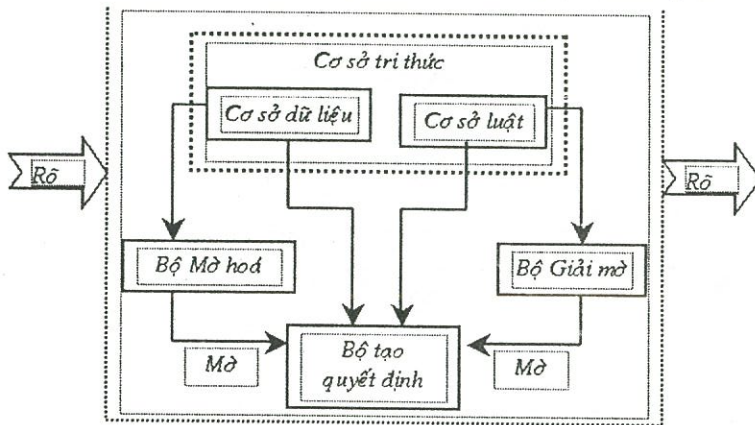 Cơ sở tri thức
Cơ sở dữ liệu
Cơ sở luật
Rõ
Rõ
Bộ Mờ hoá
Bộ Giải mờ
Mờ
Bộ tạo
quyết định
Mờ